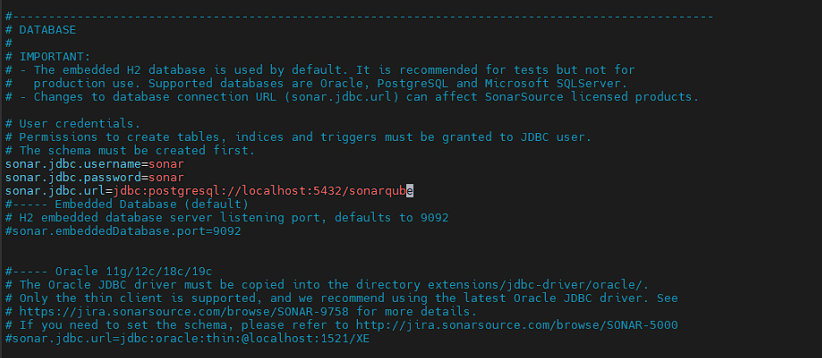 #--------------------------------------------------------------------------------------------------
# DATABASE
#
# IMPORTANT:
# - The embedded H2 database is used by default. It is recommended for tests but not for
#   production use. Supported databases are Oracle, PostgreSQL and Microsoft SQLServer.
# - Changes to database connection URL (sonar.jdbc.url) can affect SonarSource licensed products.

# User credentials.
# Permissions to create tables, indices and triggers must be granted to JDBC user.
# The schema must be created first.
sonar.jdbc.username=sonar
sonar.jdbc.password=sonar
sonar.jdbc.url=jdbc:postgresql://localhost:5432/sonarqube
#----- Embedded Database (default)
# H2 embedded database server listening port, defaults to 9092
#sonar.embeddedDatabase.port=9092


#----- Oracle 11g/12c/18c/19c
# The Oracle JDBC driver must be copied into the directory extensions/jdbc-driver/oracle/.
# Only the thin client is supported, and we recommend using the latest Oracle JDBC driver. See
# https://jira.sonarsource.com/browse/SONAR-9758 for more details.
# If you need to set the schema, please refer to http://jira.sonarsource.com/browse/SONAR-5000
#sonar.jdbc.url=jdbc:oracle:thin:@localhost:1521/XE